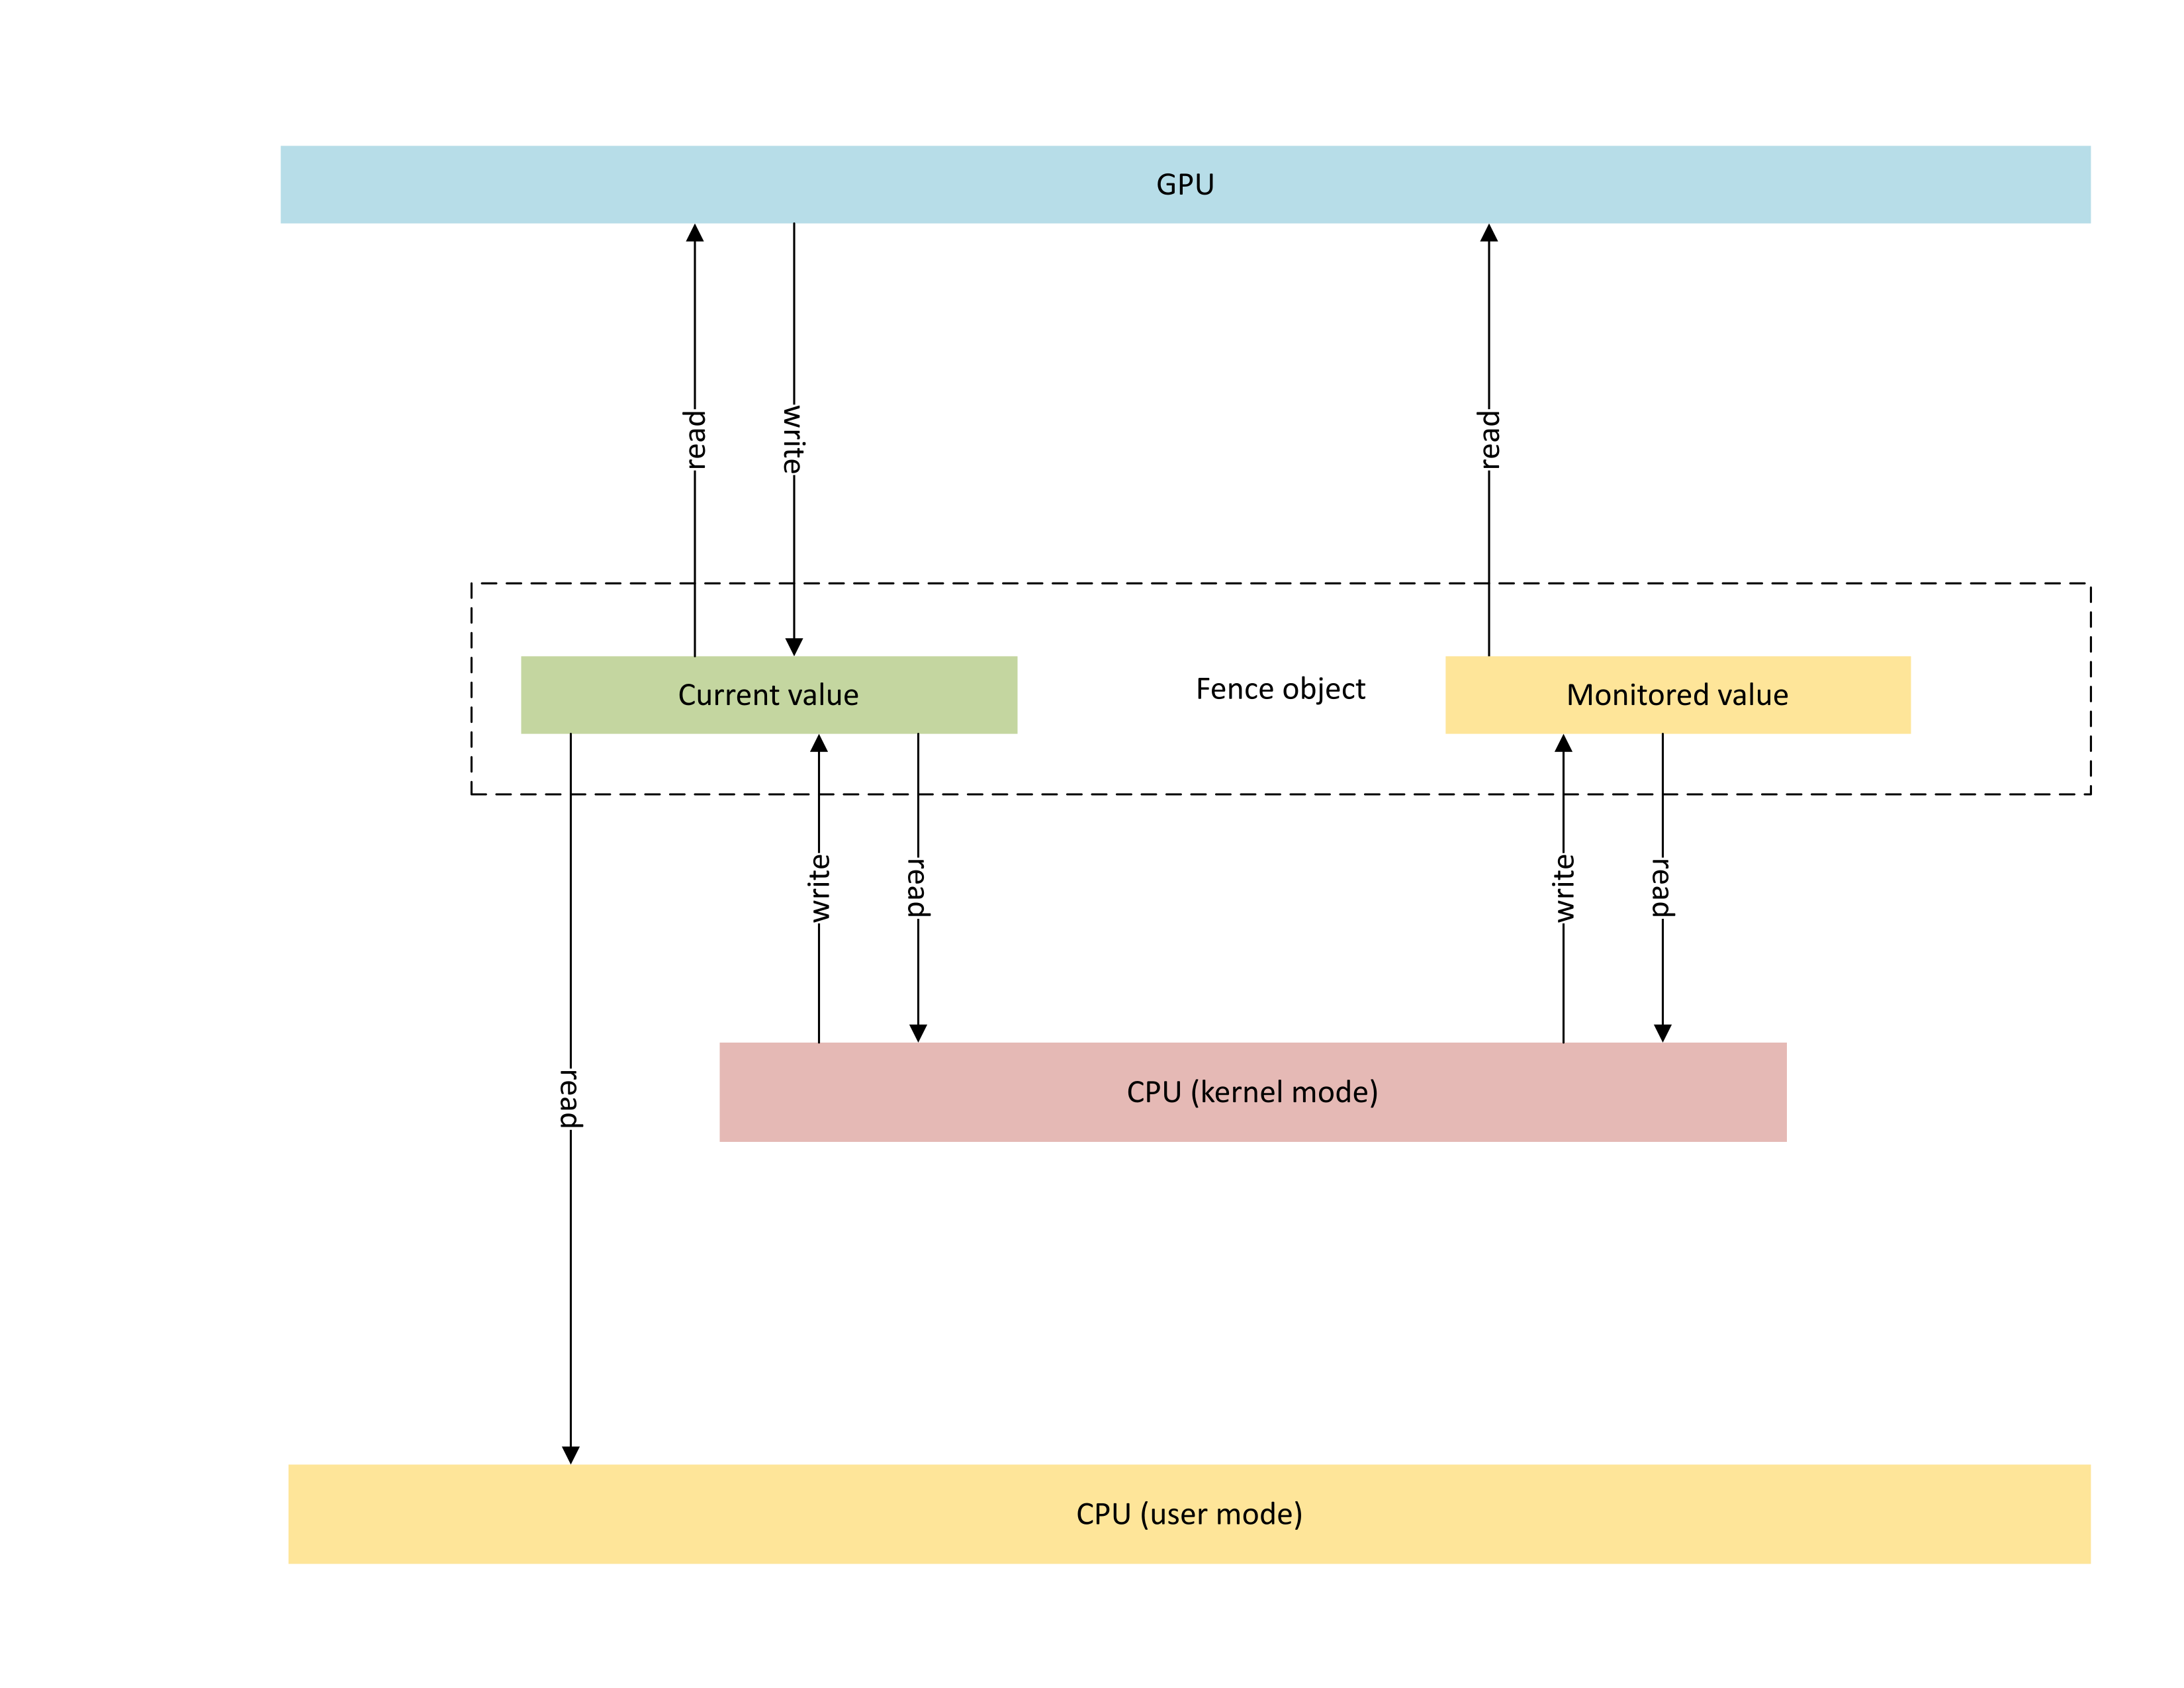 GPU
read
write
read
Current value
Fence object
Monitored value
write
read
write
read
read
CPU (kernel mode)
CPU (user mode)